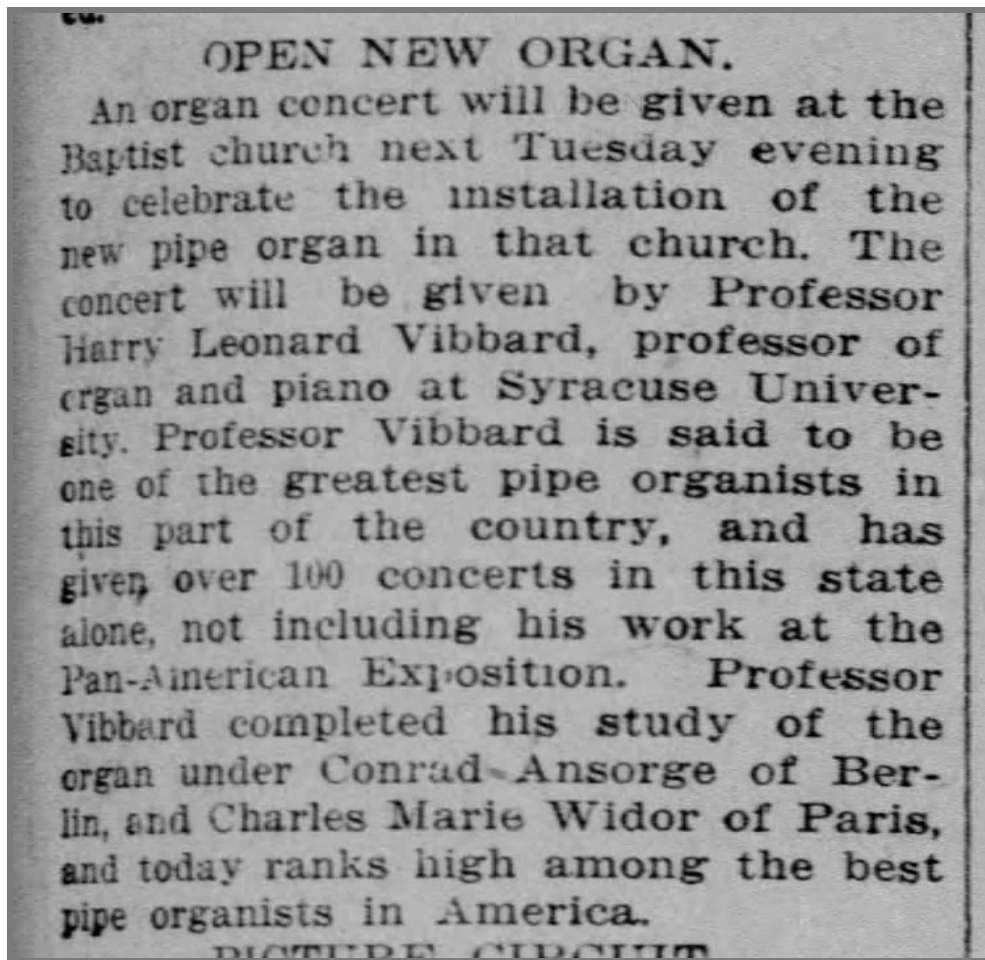 OPEN NEW ORGAN.
An organ concert will be given at the
Baptist church next Tuesday evening
to celebrate the installation of the
new pipe organ in that church. The
concert will be given by Professor
Harry Leonard Vibbard, professor of
organ and piano at Syracuse Univer-
sity. Professor Vibbard is said to be
one of the greatest pipe organists in
this part of the country, and has
given over 100 concerts in this state
alone, not including his work at the
Pan-American Exposition. Professor
Vibbard completed his study of the
organ under Conrad Ansorge of Ber-
lin, and Charles Marie Widor of Paris,
and today ranks high among the best
pipe organists in America.
PICTURE CIRCUIT